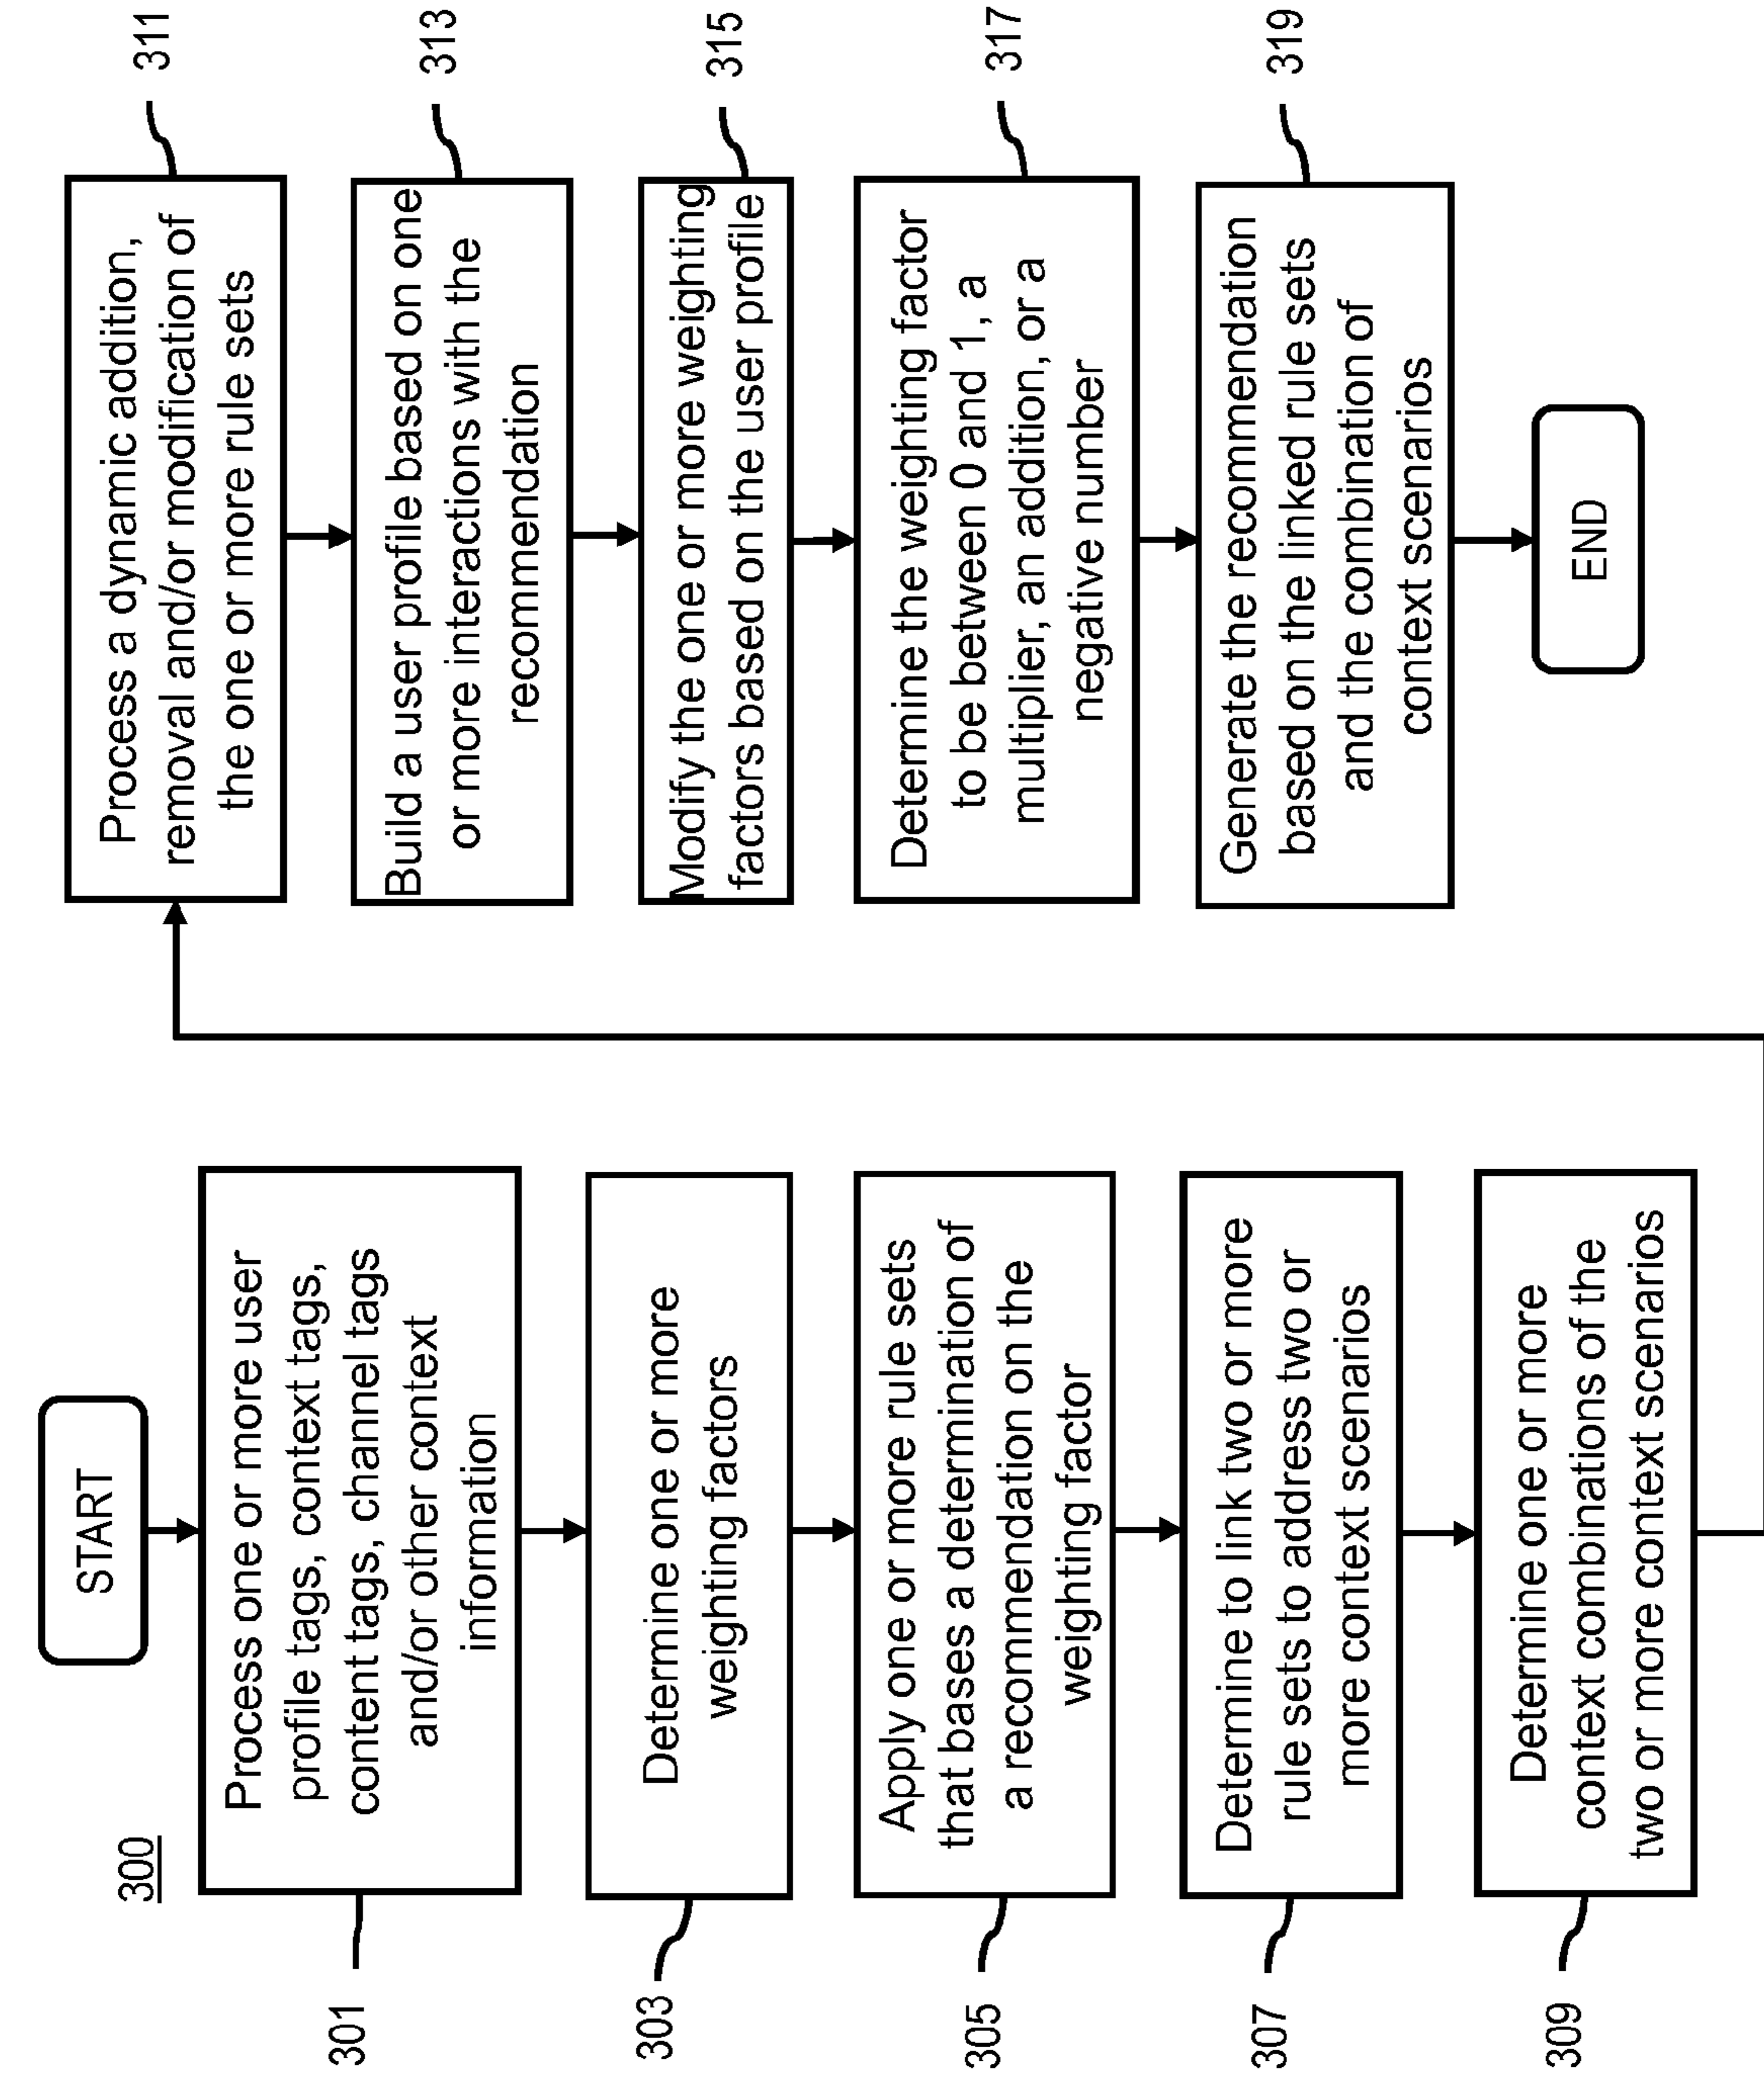 300
START
301
Process one or more user
profile tags, context tags,
content tags, channel tags
and/or other context
information
303
Determine one or more
weighting factors
305
Apply one or more rule sets
that bases a determination of
a recommendation on the
weighting factor
307
Determine to link two or more
rule sets to address two or
more context scenarios
309
Determine one or more
context combinations of the
two or more context scenarios
311
Process a dynamic addition,
removal and/or modification of
the one or more rule sets
313
Build a user profile based on one
or more interactions with the
recommendation
315
Modify the one or more weighting
factors based on the user profile
317
Determine the weighting factor
to be between 0 and 1, a
multiplier, an addition, or a
negative number
319
Generate the recommendation
based on the linked rule sets
and the combination of
context scenarios
END